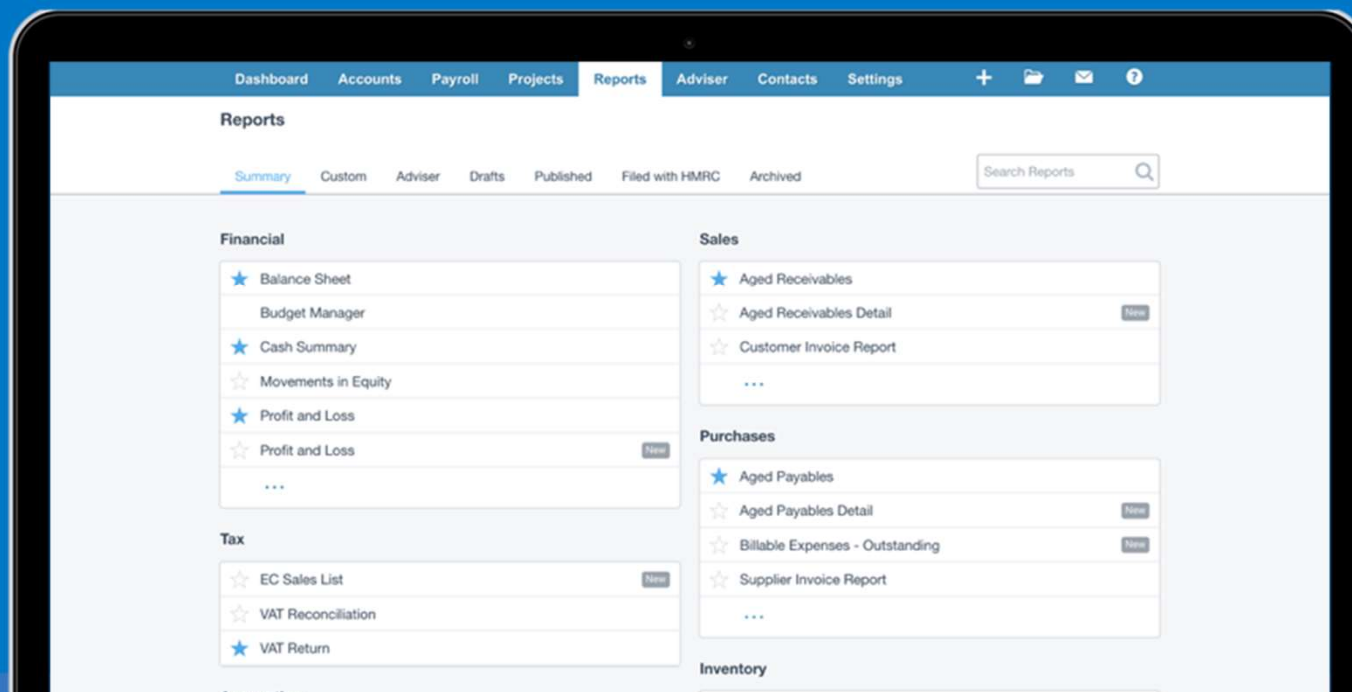 Dashboard Accounts Payroll Projects Reports Adviser Contacts Settings
Reports
Summary Custom Adviser Drafts Published Filed with HMRC Archived Search Reports
Financial
Balance Sheet
Budget Manager
Cash Summary
Movements in Equity
Profit and Loss
Profit and Loss New
...
Tax
EC Sales List New
VAT Reconciliation
VAT Return
Sales
Aged Receivables
Aged Receivables Detail New
Customer Invoice Report
...
Purchases
Aged Payables
Aged Payables Detail New
Billable Expenses - Outstanding New
Supplier Invoice Report
...
Inventory